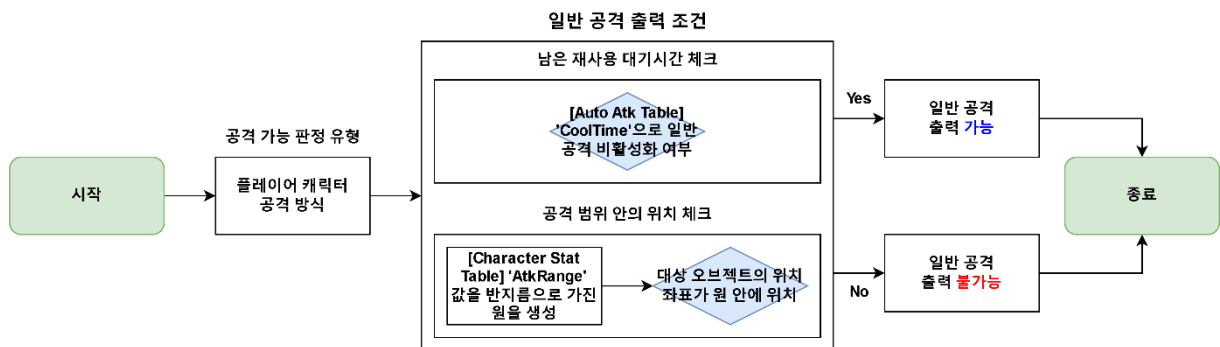 일반 공격 출력 조건
시작
공격 가능 판정 유형
플레이어 캐릭터
공격 방식
남은 재사용 대기시간 체크
[Auto Atk Table]
'CoolTime'으로 일반
공격 비활성화 여부
공격 범위 안의 위치 체크
[Character Stat
Table] 'AtkRange'
값을 반지름으로 가진
원을 생성
대상 오브젝트의 위치
좌표가 원 안에 위치
Yes
일반 공격
출력 가능
No
일반 공격
출력 불가능
종료